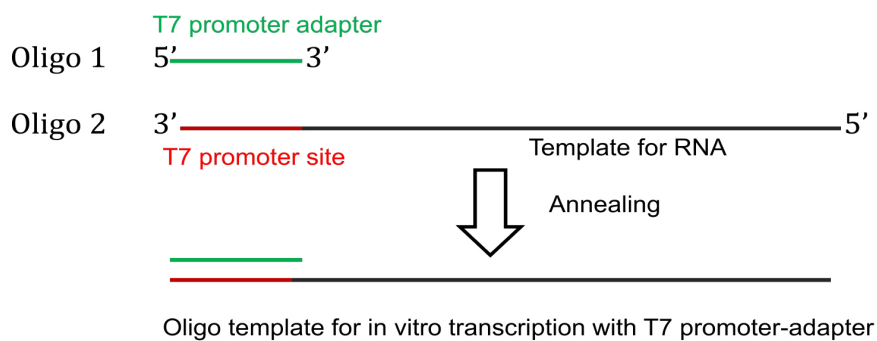 T7 promoter adapter
Oligo 1 5’ 3’
Oligo 2 3’ 5’
T7 promoter site
Template for RNA
Annealing
Oligo template for in vitro transcription with T7 promoter-adapter